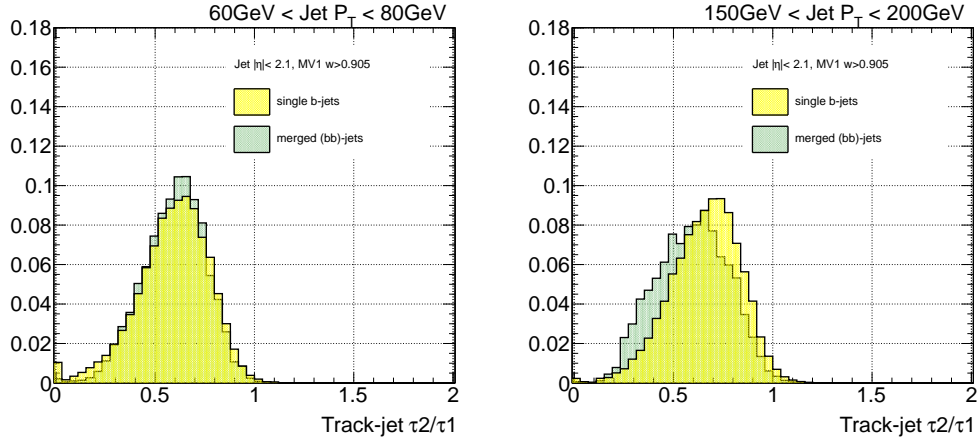 60GeV < Jet P_T < 80GeV
0.18
0.16
0.14
0.12
0.1
0.08
0.06
0.04
0.02
0
Jet |η|< 2.1, MV1 w>0.905
single b-jets
merged (bb)-jets
0 0.5 1 1.5 2
Track-jet τ2/τ1
150GeV < Jet P_T < 200GeV
0.18
0.16
0.14
0.12
0.1
0.08
0.06
0.04
0.02
0
Jet |η|< 2.1, MV1 w>0.905
single b-jets
merged (bb)-jets
0 0.5 1 1.5 2
Track-jet τ2/τ1